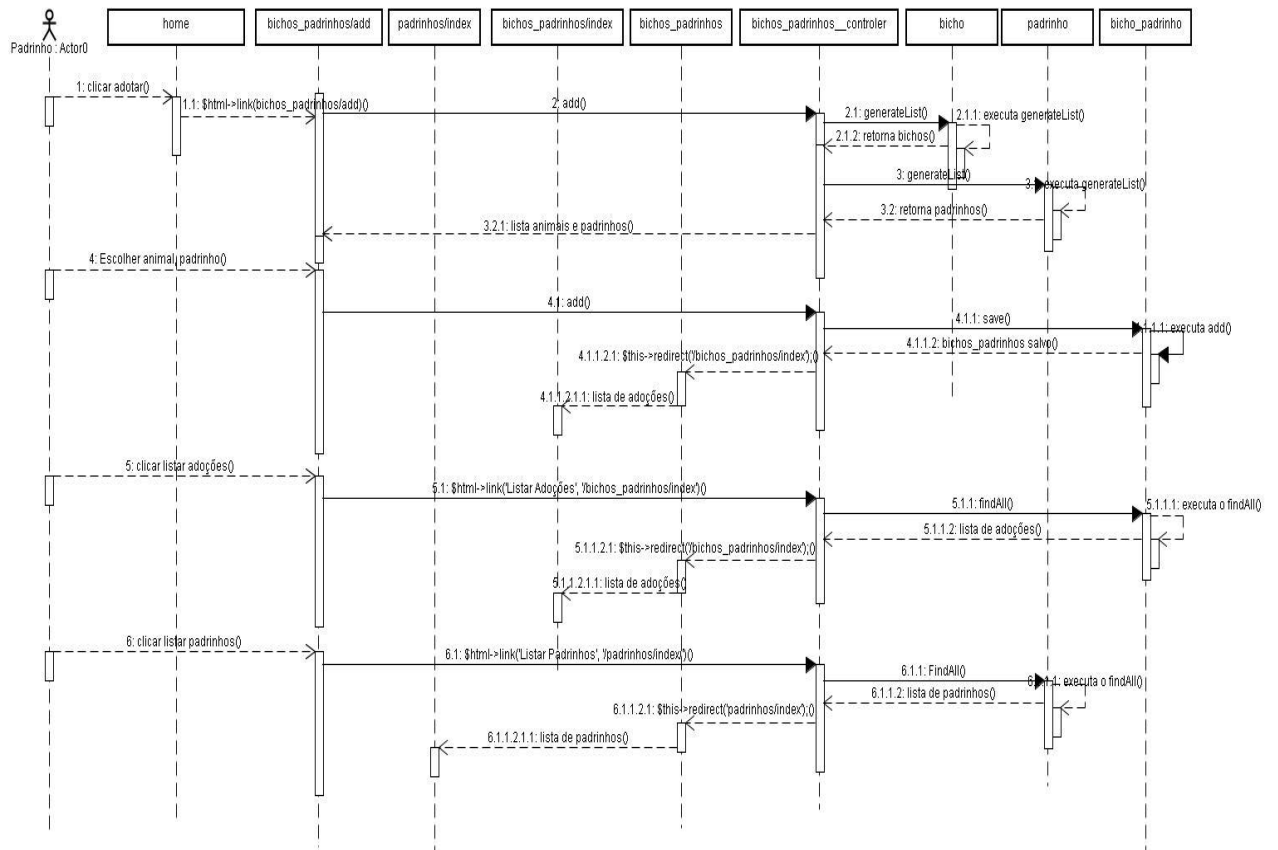 home
bichos_padrinhos/add
padrinhos/index
bichos_padrinhos/index
bichos_padrinhos
bichos_padrinhos__controler
bicho
padrinho
bicho_padrinho
Padrinho : Actor0
1: clicar adotar()
1.1: $html->link(bichos_padrinhos/add)()
2: add()
2.1: generateList()
2.1.1: executa generateList()
2.1.2: retorna bichos()
3: generateList()
executa generateList()
3.2: retorna padrinhos()
3.2.1: lista animais e padrinhos()
4: Escolher animal, padrinho()
4.1: add()
4.1.1: save()
executa add()
4.1.1.2: bichos_padrinhos salvo()
4.1.1.2.1: $this->redirect('/bichos_padrinhos/index');()
4.1.1.2.1.1: lista de adoções()
5: clicar listar adoções()
5.1: $html->link('Listar Adoções', '/bichos_padrinhos/index')()
5.1.1: findAll()
5.1.1.1: executa o findAll()
5.1.1.2: lista de adoções()
5.1.1.2.1: $this->redirect('/bichos_padrinhos/index');()
5.1.1.2.1.1: lista de adoções()
6: clicar listar padrinhos()
6.1: $html->link('Listar Padrinhos', '/padrinhos/index')()
6.1.1: FindAll()
executa o findAll()
6.1.1.2: lista de padrinhos()
6.1.1.2.1: $this->redirect('padrinhos/index');()
6.1.1.2.1.1: lista de padrinhos()